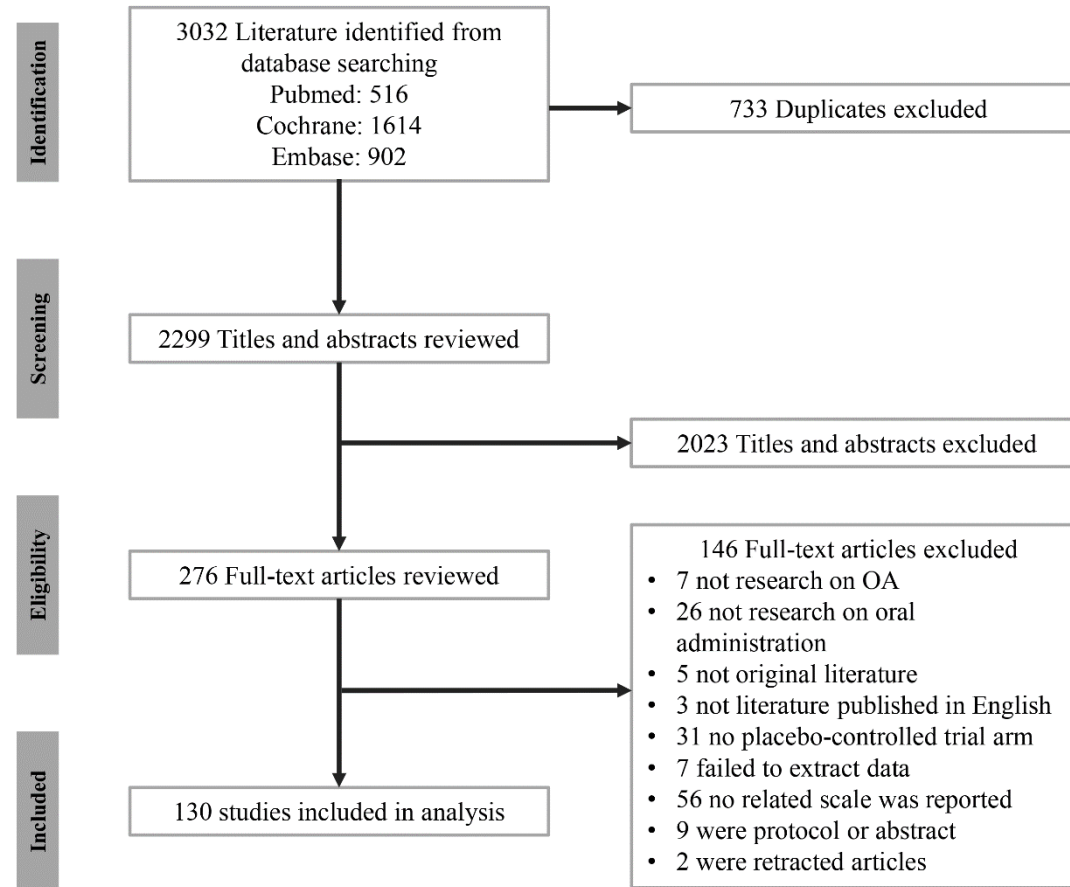 Identification
3032 Literature identified from
database searching
Pubmed: 516
Cochrane: 1614
Embase: 902
733 Duplicates excluded
Screening
2299 Titles and abstracts reviewed
2023 Titles and abstracts excluded
Eligibility
276 Full-text articles reviewed
146 Full-text articles excluded
• 7 not research on OA
• 26 not research on oral
administration
• 5 not original literature
• 3 not literature published in English
• 31 no placebo-controlled trial arm
• 7 failed to extract data
• 56 no related scale was reported
• 9 were protocol or abstract
• 2 were retracted articles
Included
130 studies included in analysis